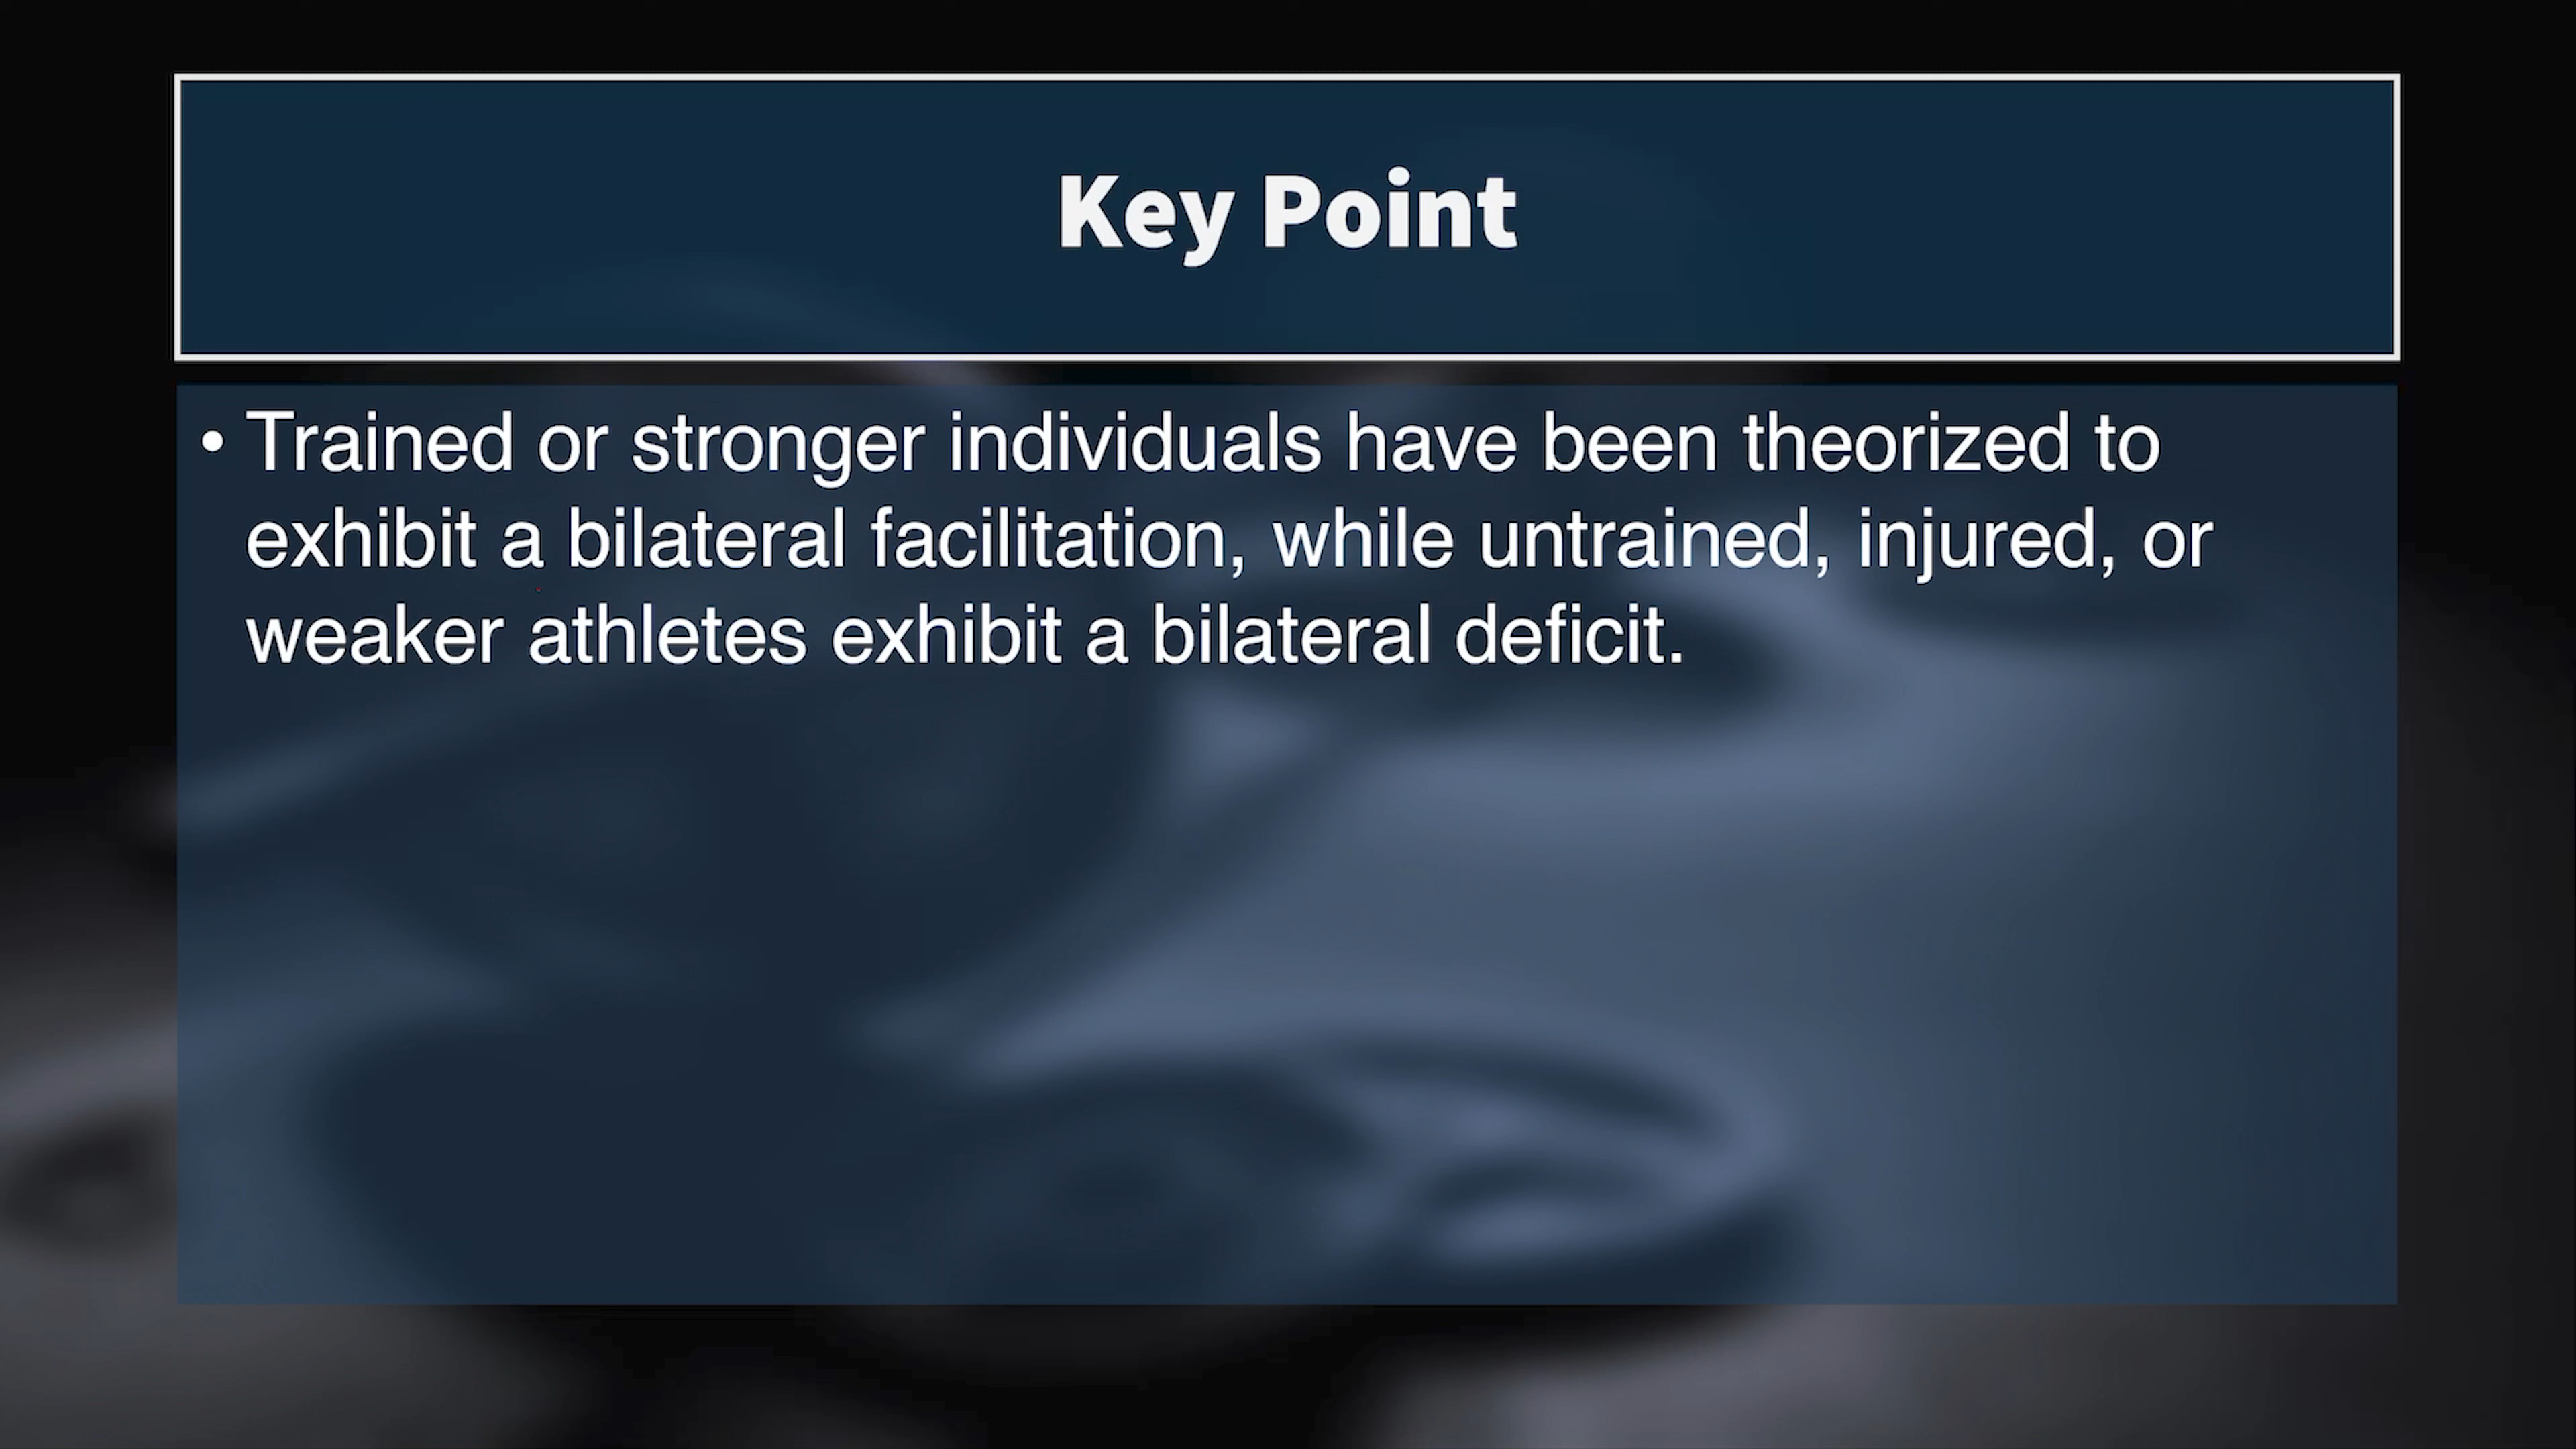 Key Point
• Trained or stronger individuals have been theorized to
exhibit a bilateral facilitation, while untrained, injured, or
weaker athletes exhibit a bilateral deficit.